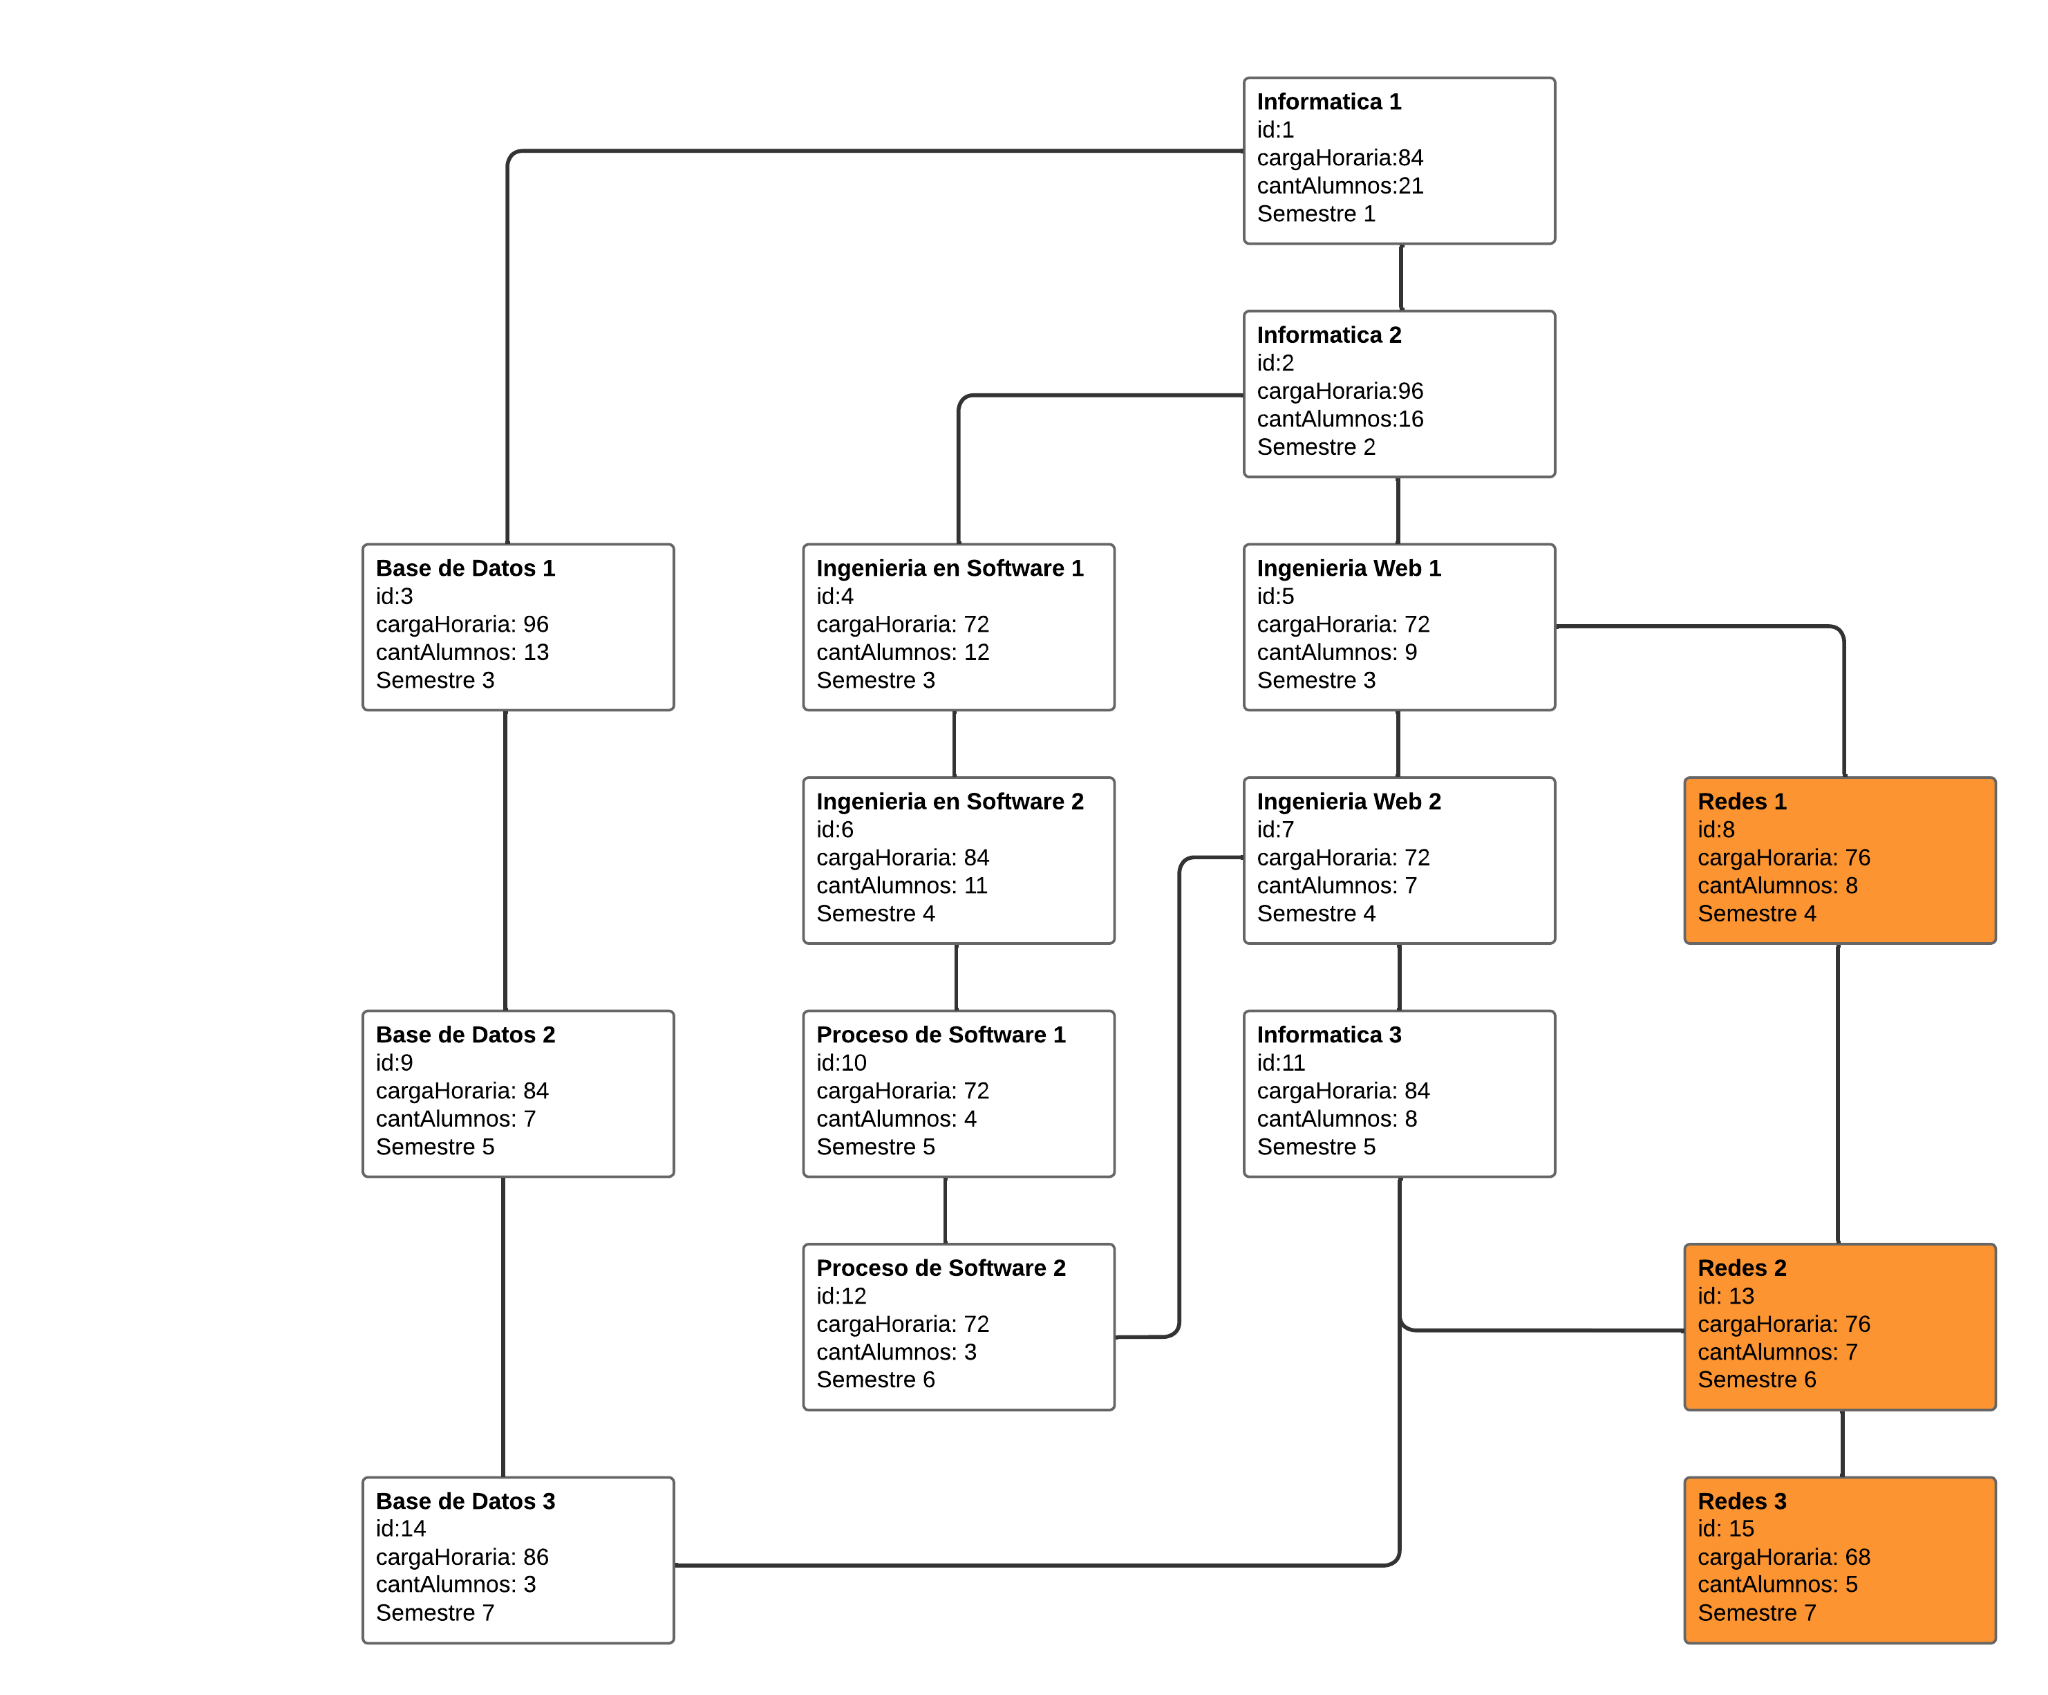 Informatica 1
id:1
cargaHoraria:84
cantAlumnos:21
Semestre 1
Informatica 2
id:2
cargaHoraria:96
cantAlumnos:16
Semestre 2
Base de Datos 1
id:3
cargaHoraria: 96
cantAlumnos: 13
Semestre 3
Ingenieria en Software 1
id:4
cargaHoraria: 72
cantAlumnos: 12
Semestre 3
Ingenieria Web 1
id:5
cargaHoraria: 72
cantAlumnos: 9
Semestre 3
Ingenieria en Software 2
id:6
cargaHoraria: 84
cantAlumnos: 11
Semestre 4
Ingenieria Web 2
id:7
cargaHoraria: 72
cantAlumnos: 7
Semestre 4
Redes 1
id:8
cargaHoraria: 76
cantAlumnos: 8
Semestre 4
Base de Datos 2
id:9
cargaHoraria: 84
cantAlumnos: 7
Semestre 5
Proceso de Software 1
id:10
cargaHoraria: 72
cantAlumnos: 4
Semestre 5
Informatica 3
id:11
cargaHoraria: 84
cantAlumnos: 8
Semestre 5
Proceso de Software 2
id:12
cargaHoraria: 72
cantAlumnos: 3
Semestre 6
Redes 2
id: 13
cargaHoraria: 76
cantAlumnos: 7
Semestre 6
Base de Datos 3
id:14
cargaHoraria: 86
cantAlumnos: 3
Semestre 7
Redes 3
id: 15
cargaHoraria: 68
cantAlumnos: 5
Semestre 7